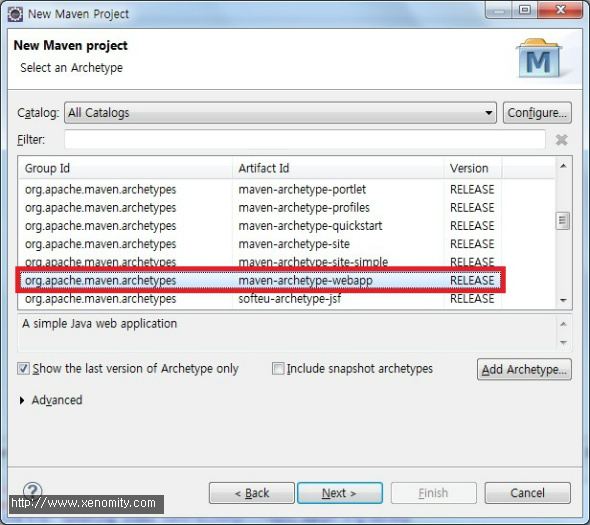 New Maven Project
New Maven project
Select an Archetype
M
Catalog: All Catalogs Configure...
Filter:
Group Id Artifact Id Version
org.apache.maven.archetypes maven-archetype-portlet RELEASE
org.apache.maven.archetypes maven-archetype-profiles RELEASE
org.apache.maven.archetypes maven-archetype-quickstart RELEASE
org.apache.maven.archetypes maven-archetype-site RELEASE
org.apache.maven.archetypes maven-archetype-site-simple RELEASE
org.apache.maven.archetypes maven-archetype-webapp RELEASE
org.apache.maven.archetypes softeu-archetype-jsf RELEASE
A simple Java web application
Show the last version of Archetype only Include snapshot archetypes Add Archetype...
Advanced
? < Back Next > Finish Cancel
http://www.xenomity.com